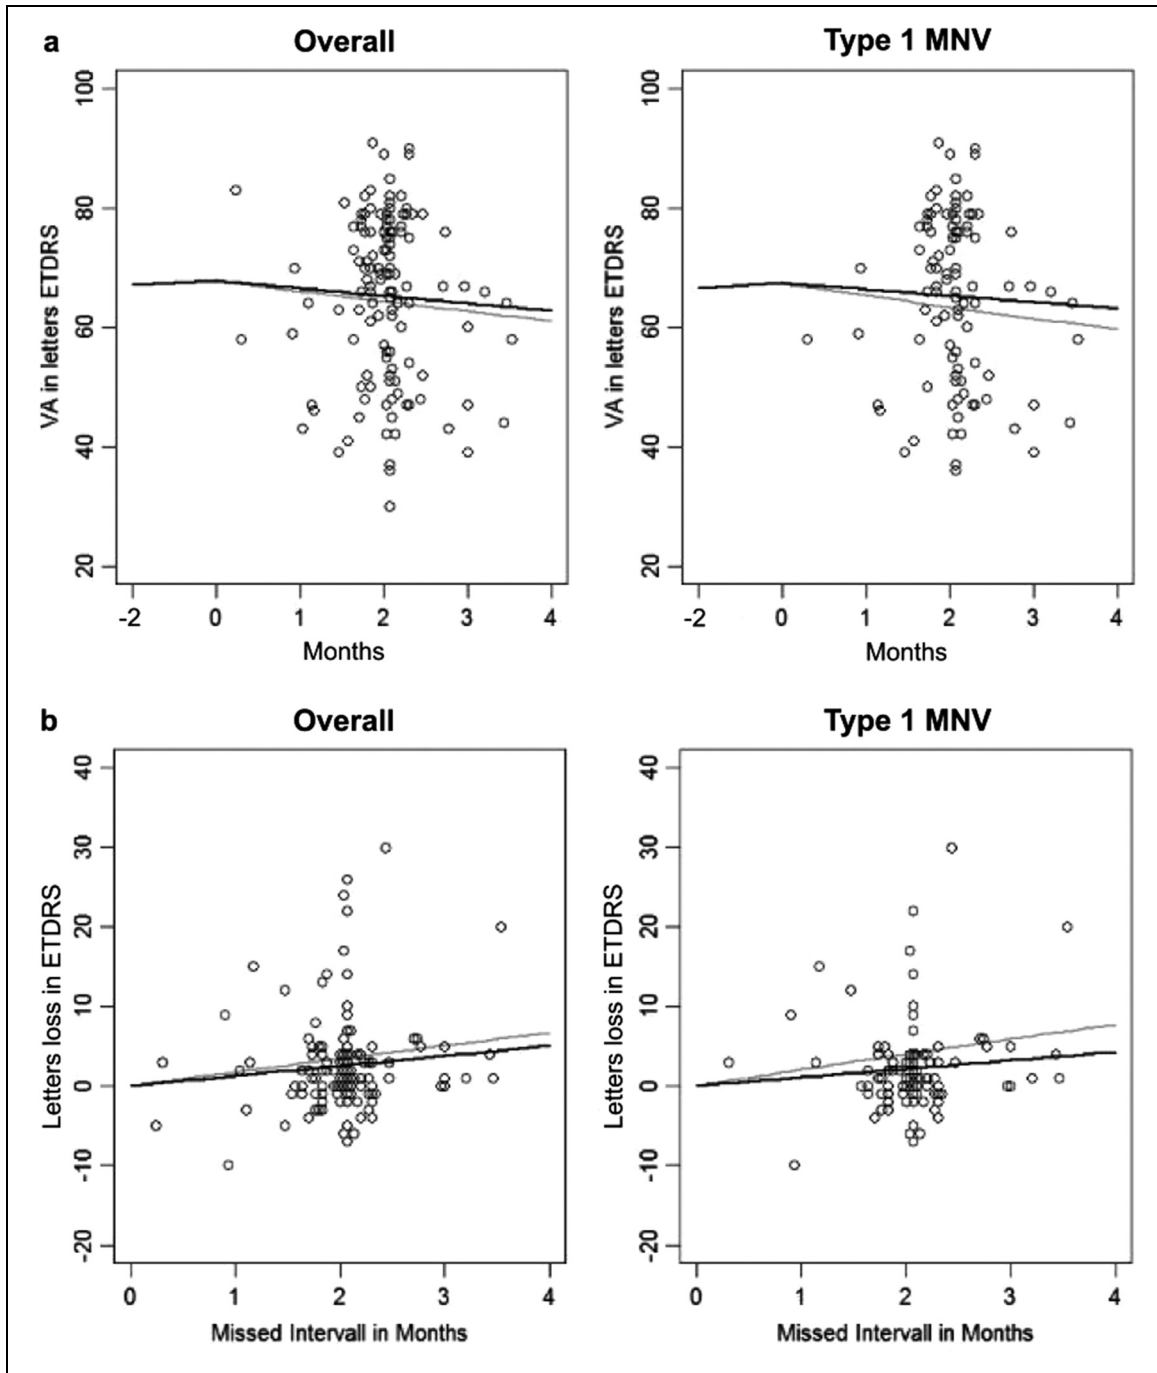 a Overall Type 1 MNV
100 100
80 80
60 60
40 40
20 20
VA in letters ETDRS VA in letters ETDRS
-2 0 1 2 3 4 -2 0 1 2 3 4
Months Months
b Overall Type 1 MNV
40 40
30 30
20 20
10 10
0 0
-10 -10
-20 -20
Letters loss in ETDRS Letters loss in ETDRS
0 1 2 3 4 0 1 2 3 4
Missed Intervall in Months Missed Intervall in Months